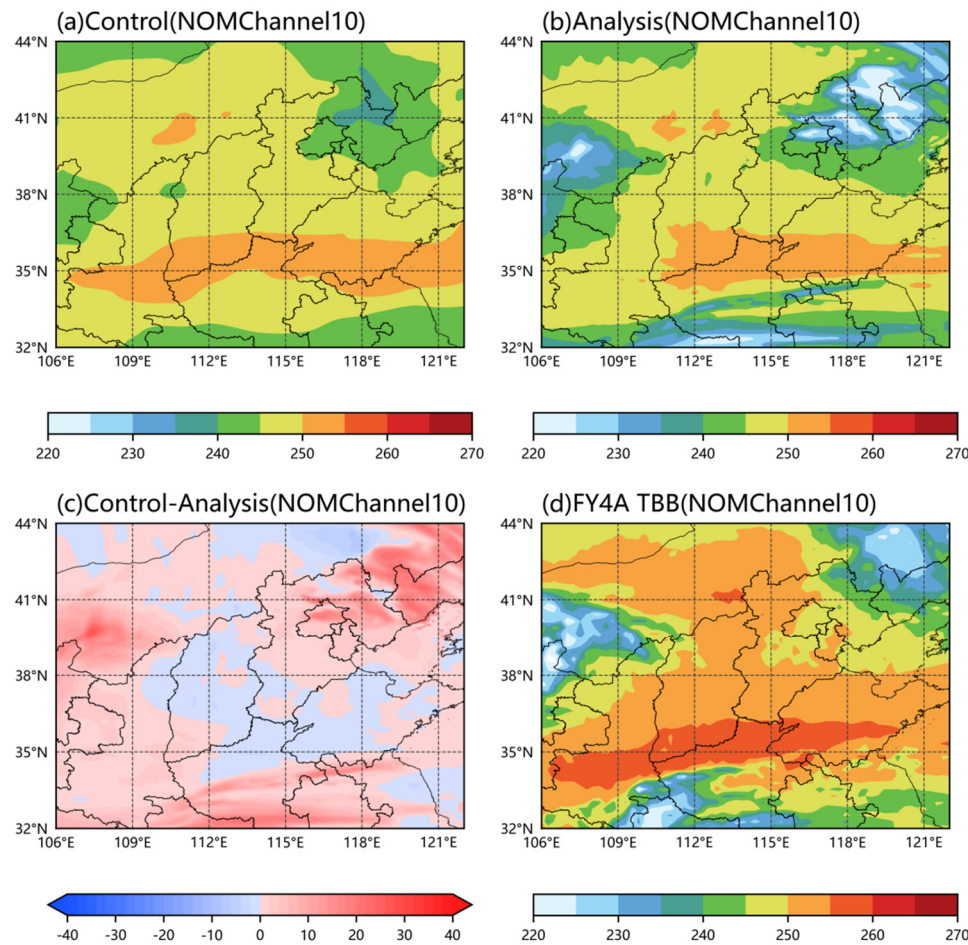 (a)Control(NOMChannel10)
44°N
41°N
38°N
35°N
32°N
106°E 109°E 112°E 115°E 118°E 121°E
220 230 240 250 260 270
(b)Analysis(NOMChannel10)
44°N
41°N
38°N
35°N
32°N
106°E 109°E 112°E 115°E 118°E 121°E
220 230 240 250 260 270
(c)Control-Analysis(NOMChannel10)
44°N
41°N
38°N
35°N
32°N
106°E 109°E 112°E 115°E 118°E 121°E
-40 -30 -20 -10 0 10 20 30 40
(d)FY4A TBB(NOMChannel10)
44°N
41°N
38°N
35°N
32°N
106°E 109°E 112°E 115°E 118°E 121°E
220 230 240 250 260 270